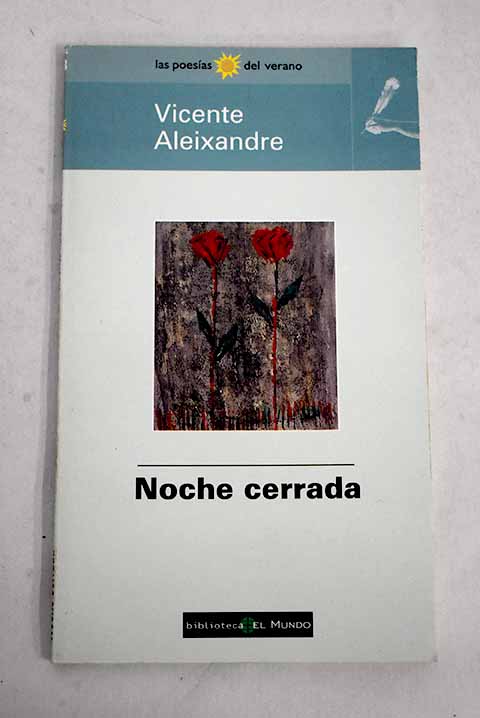 las poesías del verano
Vicente
Aleixandre
Noche cerrada
biblioteca EL MUNDO